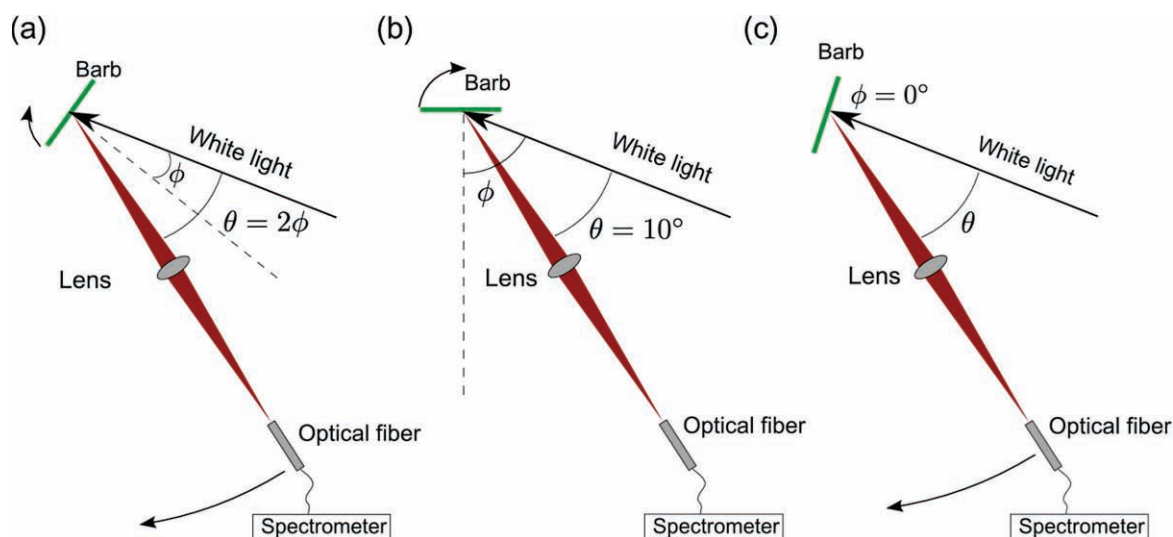 (a)
Barb
White light
ϕ
θ = 2ϕ
Lens
Optical fiber
Spectrometer
(b)
Barb
White light
ϕ
θ = 10°
Lens
Optical fiber
Spectrometer
(c)
Barb
ϕ = 0°
White light
θ
Lens
Optical fiber
Spectrometer